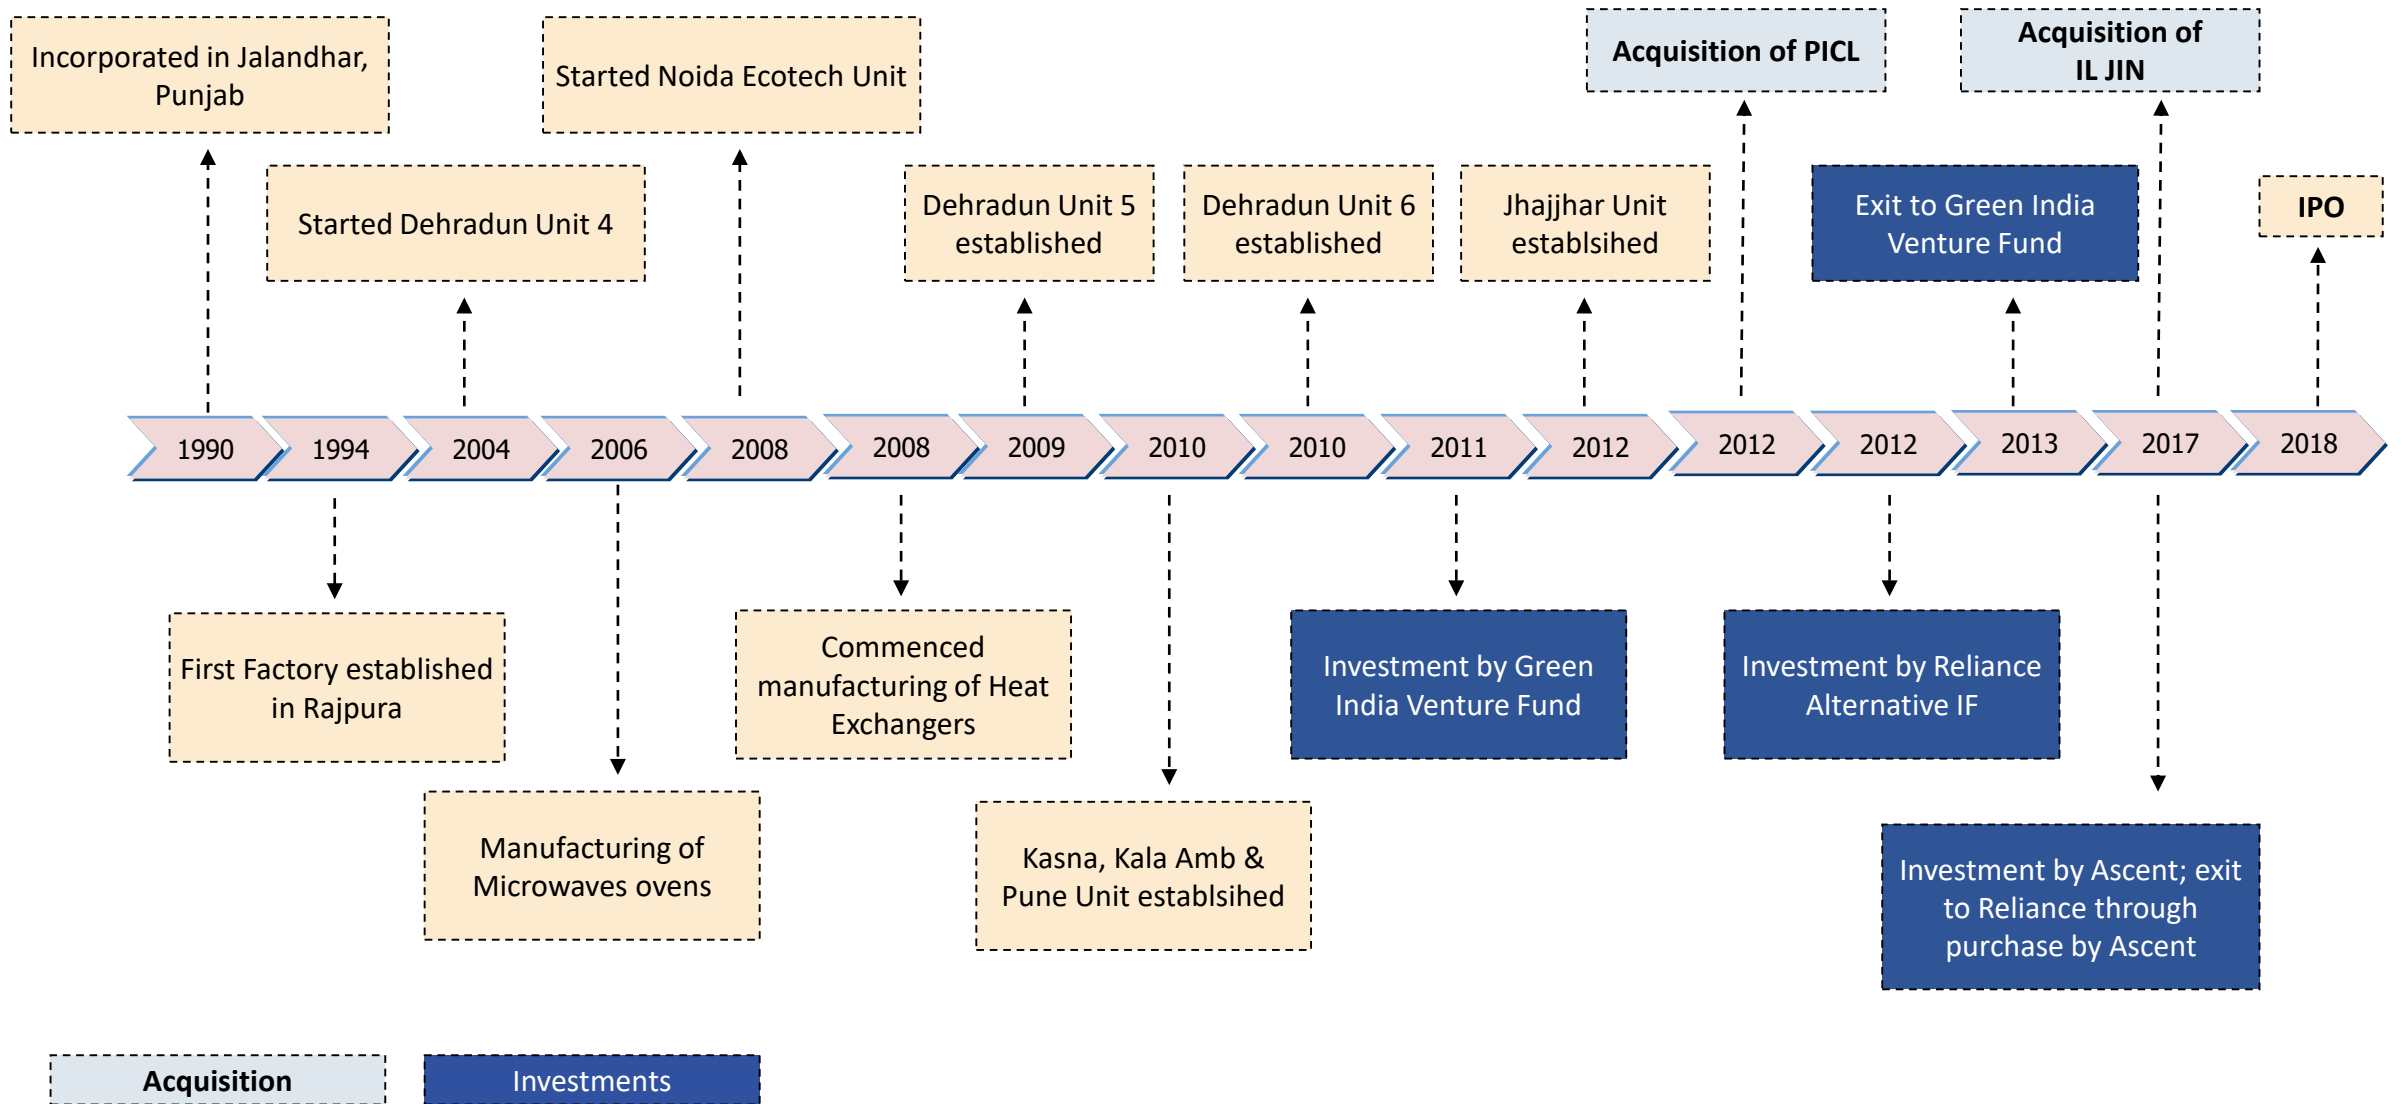 Incorporated in Jalandhar,
Punjab
Started Noida Ecotech Unit
Acquisition of PICL
Acquisition of
IL JIN
Started Dehradun Unit 4
Dehradun Unit 5
established
Dehradun Unit 6
established
Jhajjhar Unit
establsihed
Exit to Green India
Venture Fund
IPO
1990
1994
2004
2006
2008
2008
2009
2010
2010
2011
2012
2012
2012
2013
2017
2018
First Factory established
in Rajpura
Commenced
manufacturing of Heat
Exchangers
Investment by Green
India Venture Fund
Investment by Reliance
Alternative IF
Manufacturing of
Microwaves ovens
Kasna, Kala Amb &
Pune Unit establsihed
Investment by Ascent; exit
to Reliance through
purchase by Ascent
Acquisition
Investments